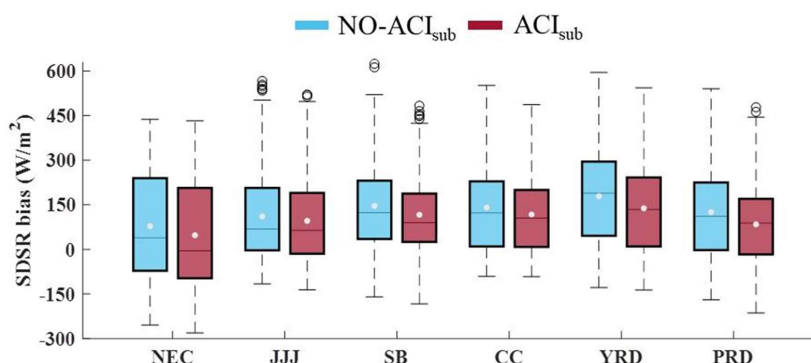 NO-ACIsub ACIsub
SDSR bias (W/m²)
600
450
300
150
0
-150
-300
NEC JJJ SB CC YRD PRD